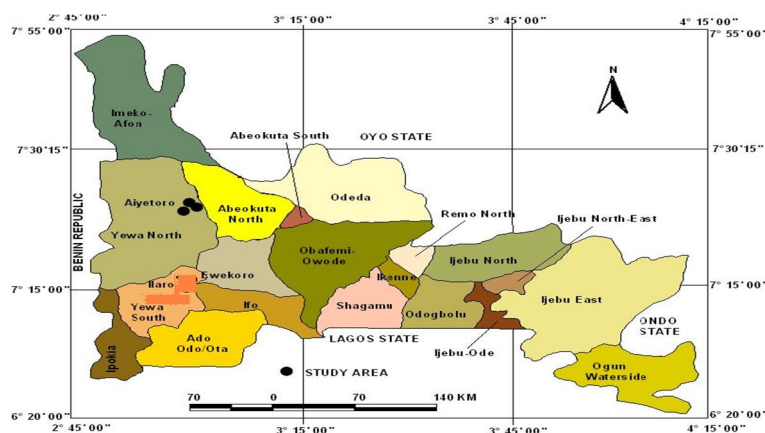 2° 45'00"
3° 15'00"
3° 45'00"
4° 15'00"
7° 55'00"
7° 55'00"
N
Imeko-
Afon
Abeokuta South
OYO STATE
7°30'15"
7°30'15"
BENIN REPUBLIC
Aiyetoro
Abeokuta
North
Odeda
Remo North
Ijebu North-East
Yewa North
Obafemi-
Owode
Ijebu North
Ewekoro
Ikenne
7°15'00"
7°15'00"
Ilaro
Yewa
South
Ifo
Shagamu
Odogbolu
Ijebu East
ONDO
STATE
Ipokia
Ado
Odo/Ota
LAGOS STATE
Ijebu-Ode
Ogun
Waterside
STUDY AREA
70 0 70 140 KM
6° 20'00"
6° 20'00"
2° 45'00"
3° 15'00"
3° 45'00"
4° 15'00"